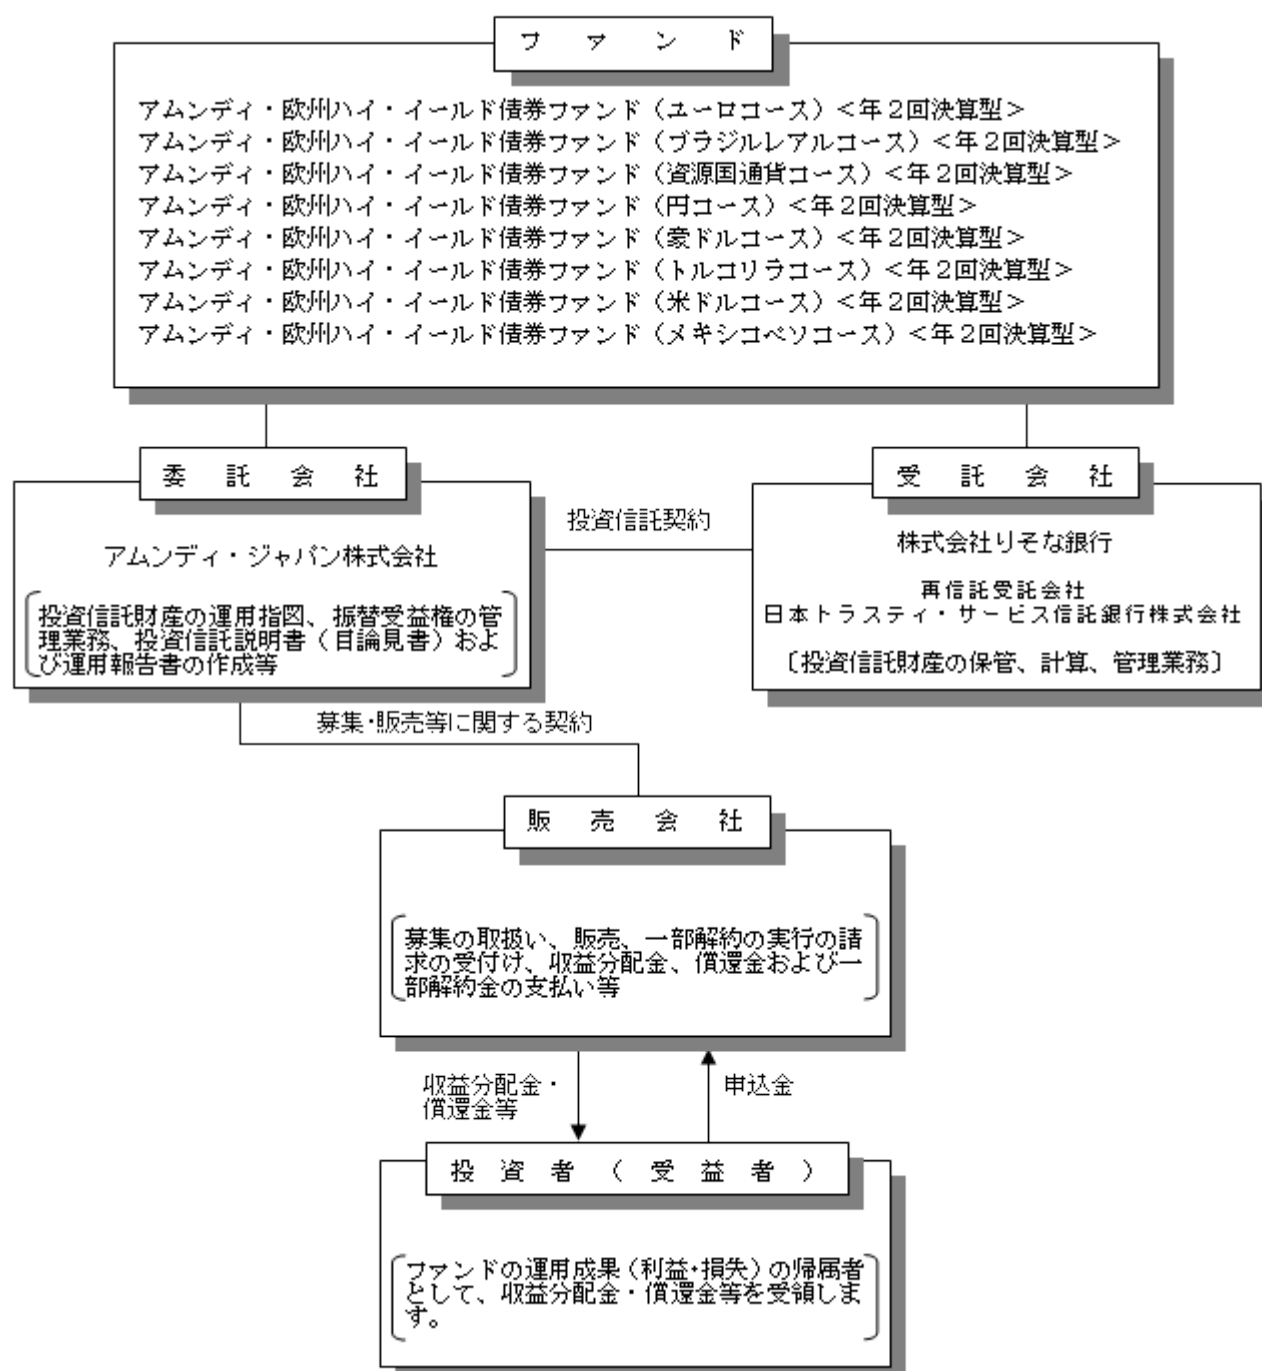 ファンド
アムンディ・欧州ハイ・イールド債券ファンド（ユーロコース）＜年２回決算型＞
アムンディ・欧州ハイ・イールド債券ファンド（ブラジルレアルコース）＜年２回決算型＞
アムンディ・欧州ハイ・イールド債券ファンド（資源国通貨コース）＜年２回決算型＞
アムンディ・欧州ハイ・イールド債券ファンド（円コース）＜年２回決算型＞
アムンディ・欧州ハイ・イールド債券ファンド（豪ドルコース）＜年２回決算型＞
アムンディ・欧州ハイ・イールド債券ファンド（トルコリラコース）＜年２回決算型＞
アムンディ・欧州ハイ・イールド債券ファンド（米ドルコース）＜年２回決算型＞
アムンディ・欧州ハイ・イールド債券ファンド（メキシコペソコース）＜年２回決算型＞
委託会社
アムンディ・ジャパン株式会社
投資信託財産の運用指図、振替受益権の管
理業務、投資信託説明書（目論見書）およ
び運用報告書の作成等
投資信託契約
受託会社
株式会社りそな銀行
再信託受託会社
日本トラスティ・サービス信託銀行株式会社
〔投資信託財産の保管、計算、管理業務〕
募集・販売等に関する契約
販売会社
募集の取扱い、販売、一部解約の実行の請
求の受付け、収益分配金、償還金および一
部解約金の支払い等
収益分配金・
償還金等
申込金
投資者（受益者）
ファンドの運用成果（利益・損失）の帰属者
として、収益分配金・償還金等を受領しま
す。